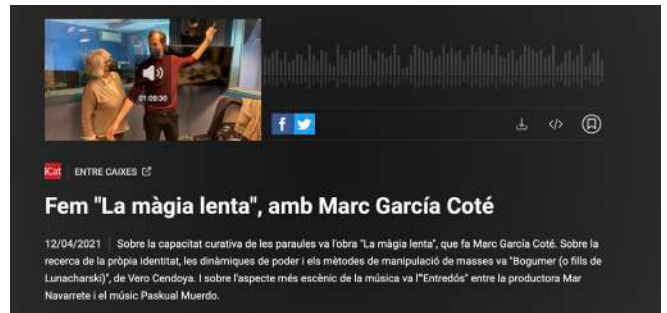 01:09:30
iCat ENTRE CAIXES
Fem "La màgia lenta", amb Marc García Coté
12/04/2021 | Sobre la capacitat curativa de les paraules va l'obra "La màgia lenta", que fa Marc García Coté. Sobre la
recerca de la pròpia identitat, les dinàmiques de poder i els mètodes de manipulació de masses va "Bogumer (o fills de
Lunacharski)", de Vero Cendoya. I sobre l'aspecte més escènic de la música va l'"Entredós" entre la productora Mar
Navarrete i el músic Paskual Muerdo.